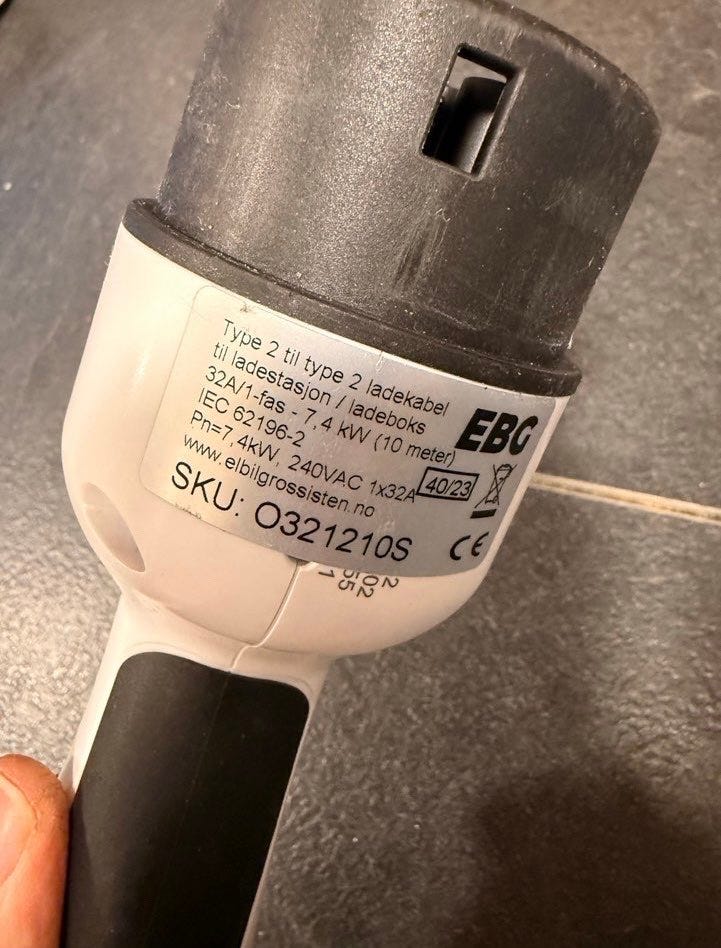 Type 2 til type 2 ladekabel
til ladestasjon / ladeboks
32A/1-fas - 7,4 kW (10 meter)
IEC 62196-2
Pn=7,4kW, 240VAC 1x32A
www.elbilgrossisten.no
SKU: O321210S
EBG
40/23
CE